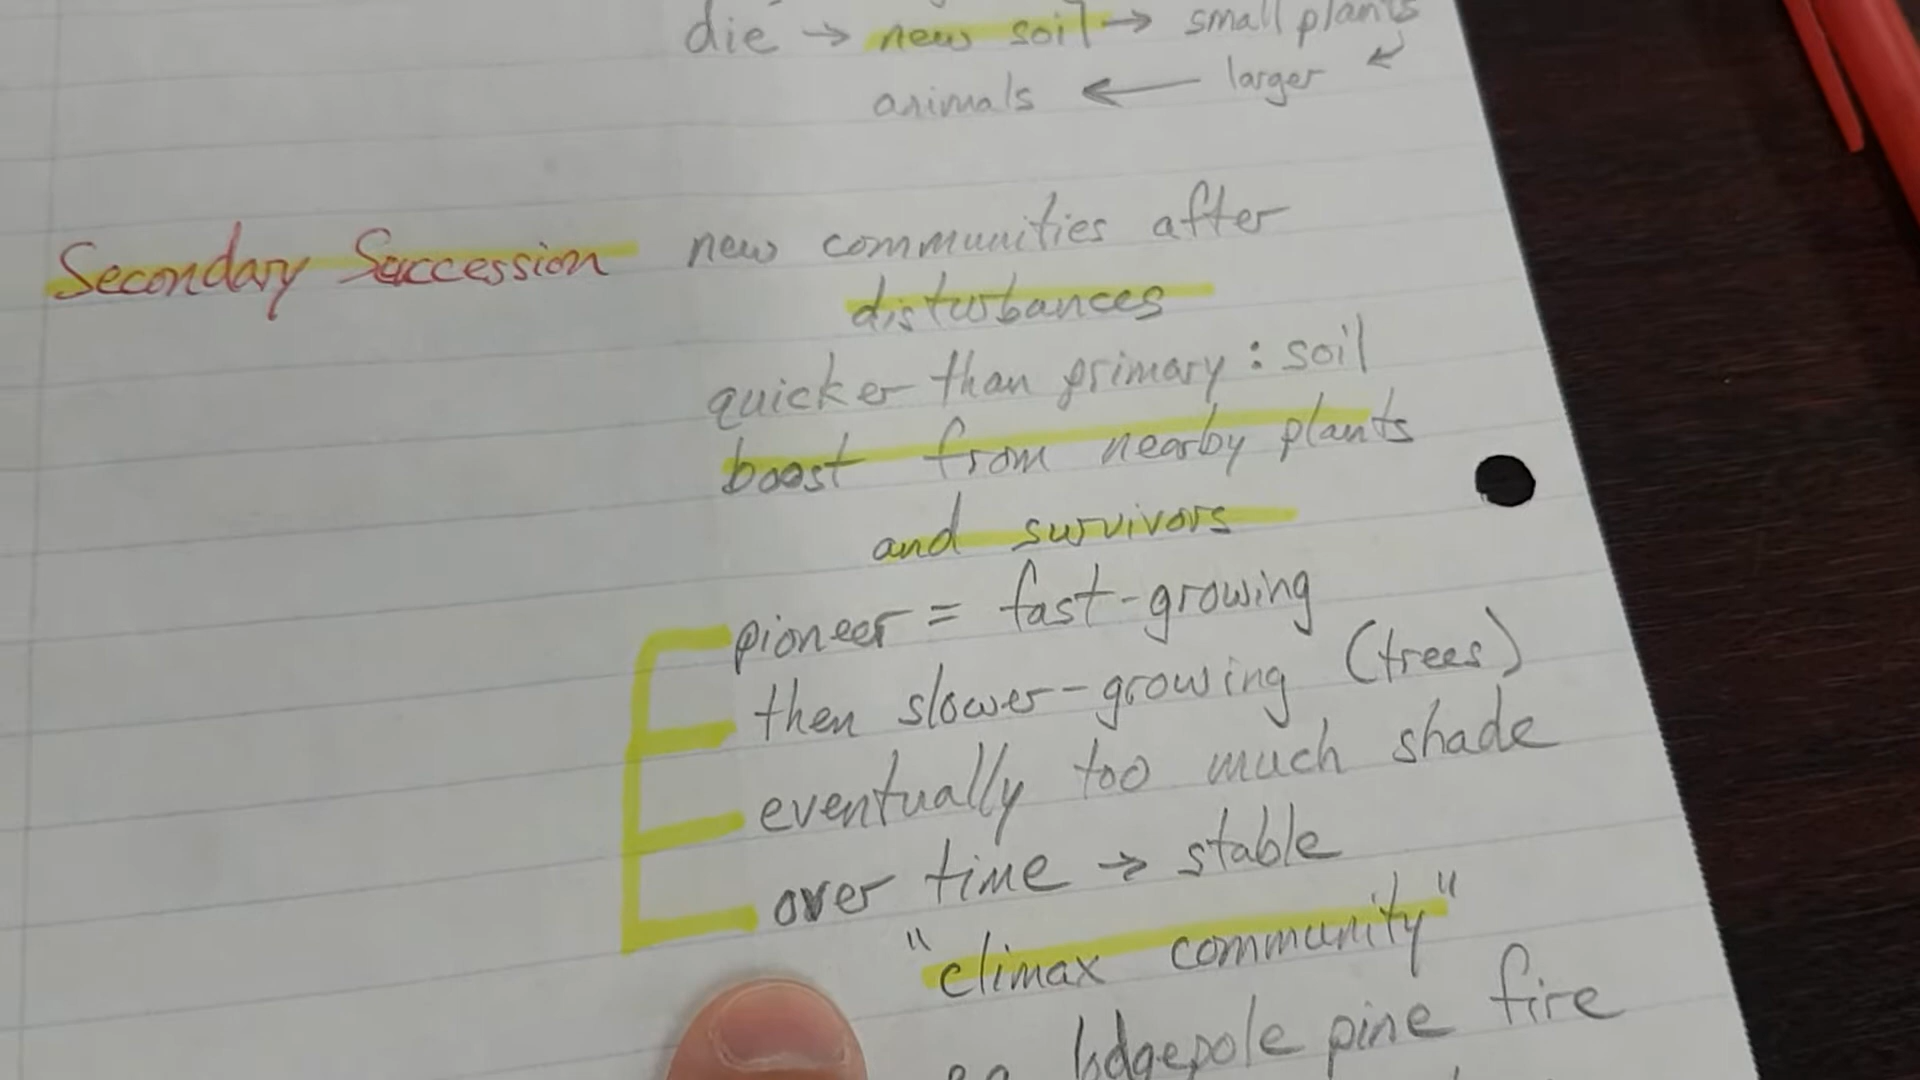 die → new soil → small plants
animals ← larger ↙
Secondary Succession new communities after
disturbances
quicker than primary: soil
boost from nearby plants
and survivors
pioneer = fast-growing
then slower-growing (trees)
eventually too much shade
over time → stable
"climax community"
lodgepole pine fire